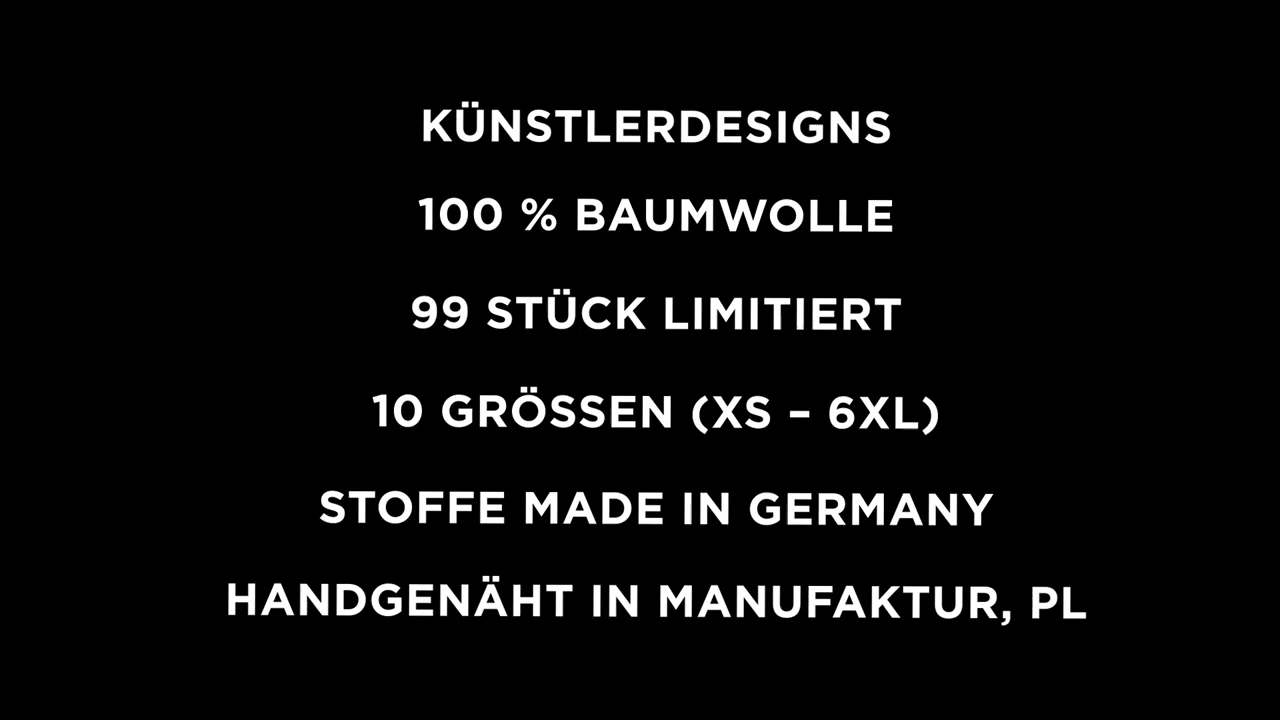 KÜNSTLERDESIGNS
100 % BAUMWOLLE
99 STÜCK LIMITIERT
10 GRÖSSEN (XS – 6XL)
STOFFE MADE IN GERMANY
HANDGENÄHT IN MANUFAKTUR, PL